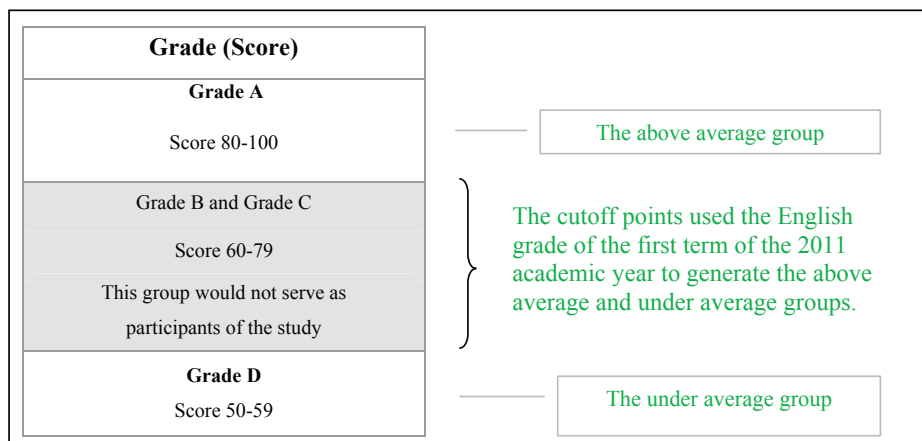 Grade (Score)
Grade A
Score 80-100
The above average group
Grade B and Grade C
Score 60-79
This group would not serve as
participants of the study
The cutoff points used the English
grade of the first term of the 2011
academic year to generate the above
average and under average groups.
Grade D
Score 50-59
The under average group